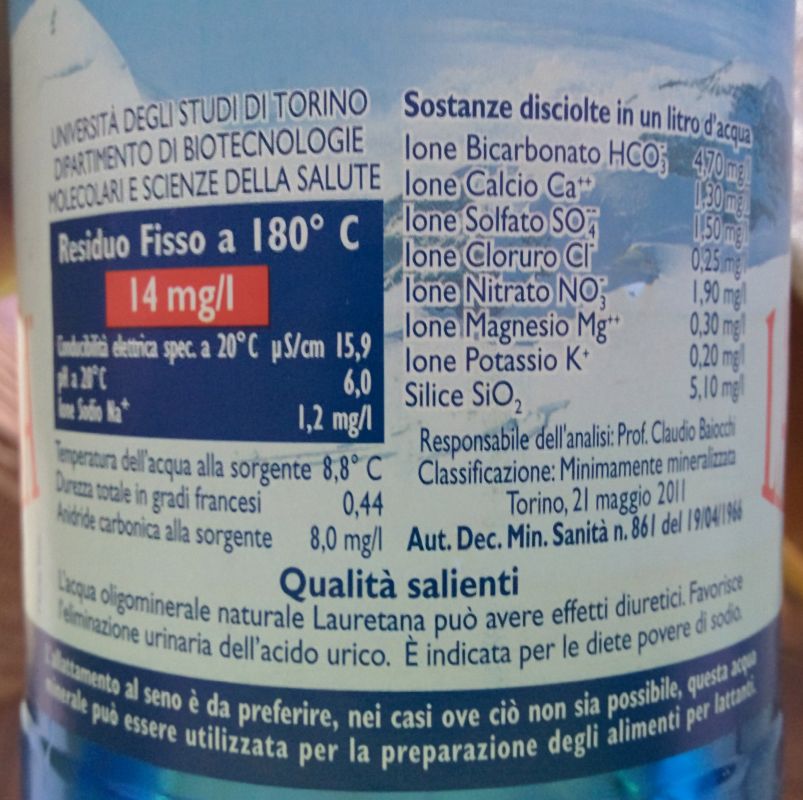 UNIVERSITÀ DEGLI STUDI DI TORINO
DIPARTIMENTO DI BIOTECNOLOGIE
MOLECOLARI E SCIENZE DELLA SALUTE
Residuo Fisso a 180° C
14 mg/l
Conducibilità elettrica spec. a 20°C µS/cm 15,9
pH a 20°C 6,0
Ione Sodio Na⁺ 1,2 mg/l
Temperatura dell'acqua alla sorgente 8,8° C
Durezza totale in gradi francesi 0,44
Anidride carbonica alla sorgente 8,0 mg/l
Sostanze disciolte in un litro d'acqua
Ione Bicarbonato HCO₃⁻ 4,70 mg/l
Ione Calcio Ca⁺⁺ 1,30 mg/l
Ione Solfato SO₄⁻⁻ 1,50 mg/l
Ione Cloruro Cl⁻ 0,25 mg/l
Ione Nitrato NO₃⁻ 1,90 mg/l
Ione Magnesio Mg⁺⁺ 0,30 mg/l
Ione Potassio K⁺ 0,20 mg/l
Silice SiO₂ 5,10 mg/l
Responsabile dell'analisi: Prof. Claudio Baiocchi
Classificazione: Minimamente mineralizzata
Torino, 21 maggio 2011
Aut. Dec. Min. Sanità n. 861 del 19/04/1966
Qualità salienti
L'acqua oligominerale naturale Lauretana può avere effetti diuretici. Favorisce
l'eliminazione urinaria dell'acido urico. È indicata per le diete povere di sodio.
L'allattamento al seno è da preferire, nei casi ove ciò non sia possibile, questa acqua
minerale può essere utilizzata per la preparazione degli alimenti per lattanti.